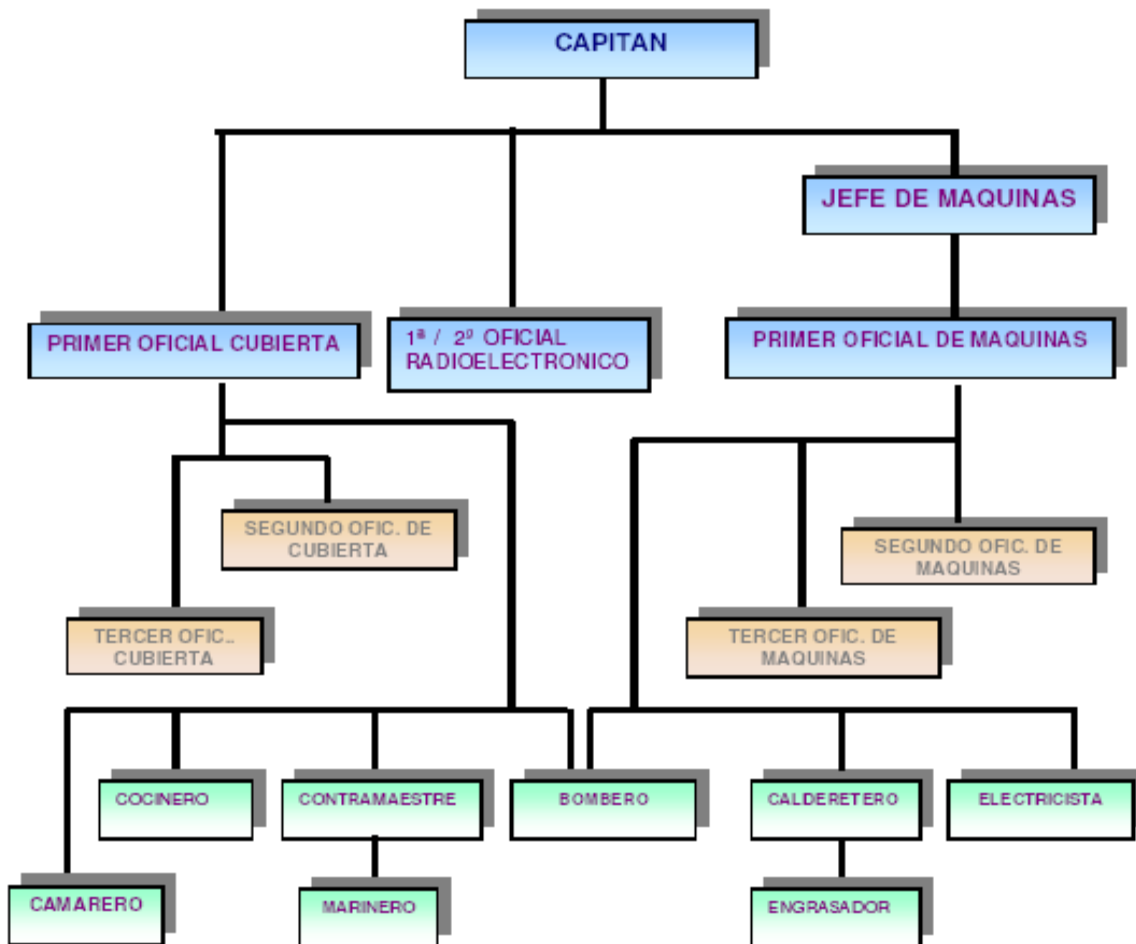 CAPITAN
JEFE DE MAQUINAS
PRIMER OFICIAL CUBIERTA
1ª / 2º OFICIAL
RADIOELECTRONICO
PRIMER OFICIAL DE MAQUINAS
SEGUNDO OFIC. DE
CUBIERTA
SEGUNDO OFIC. DE
MAQUINAS
TERCER OFIC..
CUBIERTA
TERCER OFIC. DE
MAQUINAS
COCINERO
CONTRAMAESTRE
BOMBERO
CALDERETERO
ELECTRICISTA
CAMARERO
MARINERO
ENGRASADOR